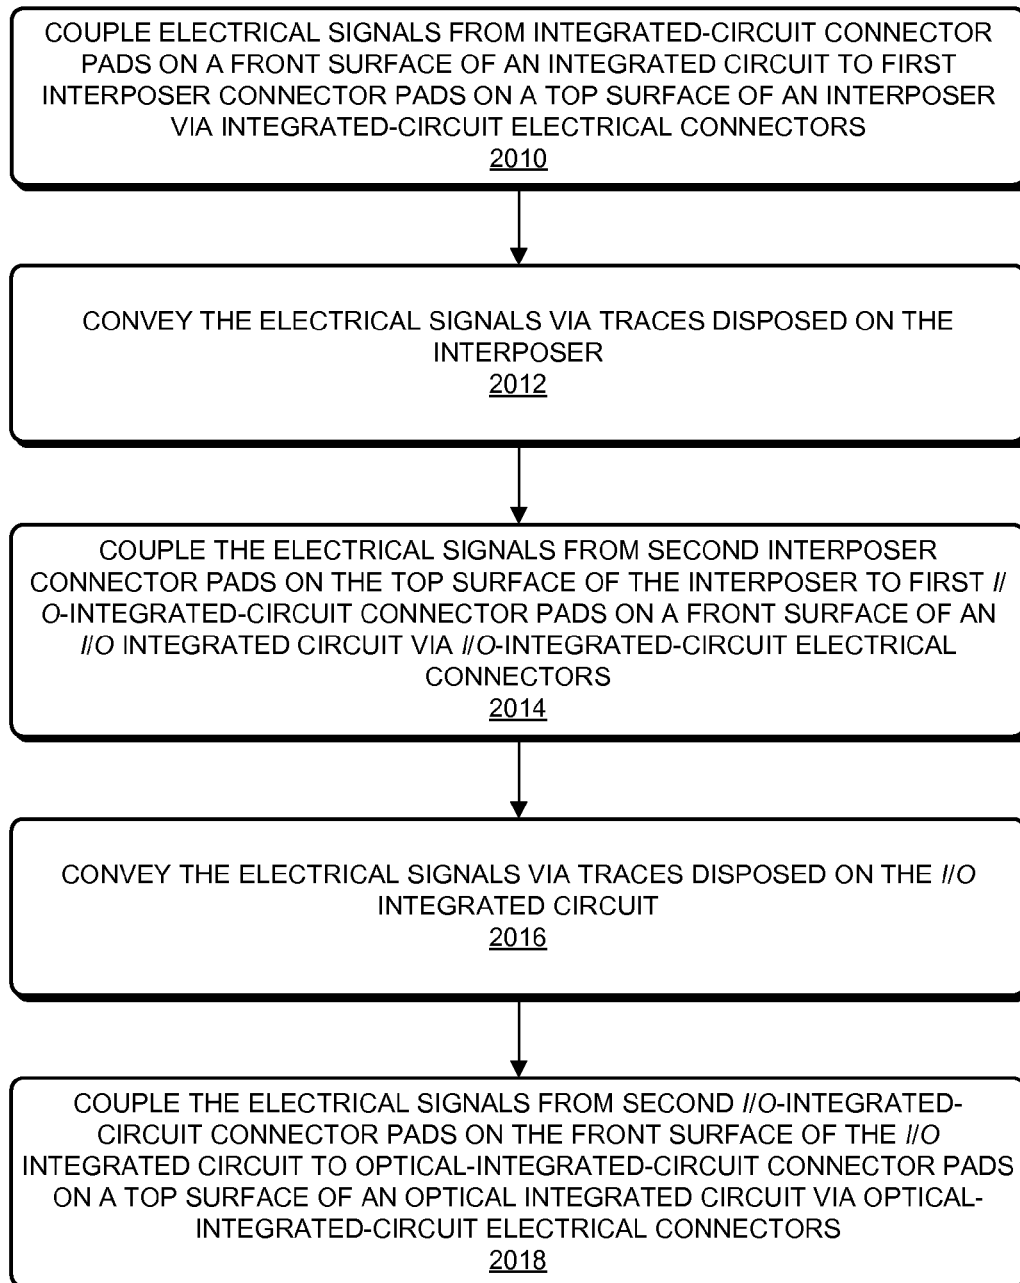 COUPLE ELECTRICAL SIGNALS FROM INTEGRATED-CIRCUIT CONNECTOR
PADS ON A FRONT SURFACE OF AN INTEGRATED CIRCUIT TO FIRST
INTERPOSER CONNECTOR PADS ON A TOP SURFACE OF AN INTERPOSER
VIA INTEGRATED-CIRCUIT ELECTRICAL CONNECTORS
2010
CONVEY THE ELECTRICAL SIGNALS VIA TRACES DISPOSED ON THE
INTERPOSER
2012
COUPLE THE ELECTRICAL SIGNALS FROM SECOND INTERPOSER
CONNECTOR PADS ON THE TOP SURFACE OF THE INTERPOSER TO FIRST I/
O-INTEGRATED-CIRCUIT CONNECTOR PADS ON A FRONT SURFACE OF AN
I/O INTEGRATED CIRCUIT VIA I/O-INTEGRATED-CIRCUIT ELECTRICAL
CONNECTORS
2014
CONVEY THE ELECTRICAL SIGNALS VIA TRACES DISPOSED ON THE I/O
INTEGRATED CIRCUIT
2016
COUPLE THE ELECTRICAL SIGNALS FROM SECOND I/O-INTEGRATED-
CIRCUIT CONNECTOR PADS ON THE FRONT SURFACE OF THE I/O
INTEGRATED CIRCUIT TO OPTICAL-INTEGRATED-CIRCUIT CONNECTOR PADS
ON A TOP SURFACE OF AN OPTICAL INTEGRATED CIRCUIT VIA OPTICAL-
INTEGRATED-CIRCUIT ELECTRICAL CONNECTORS
2018